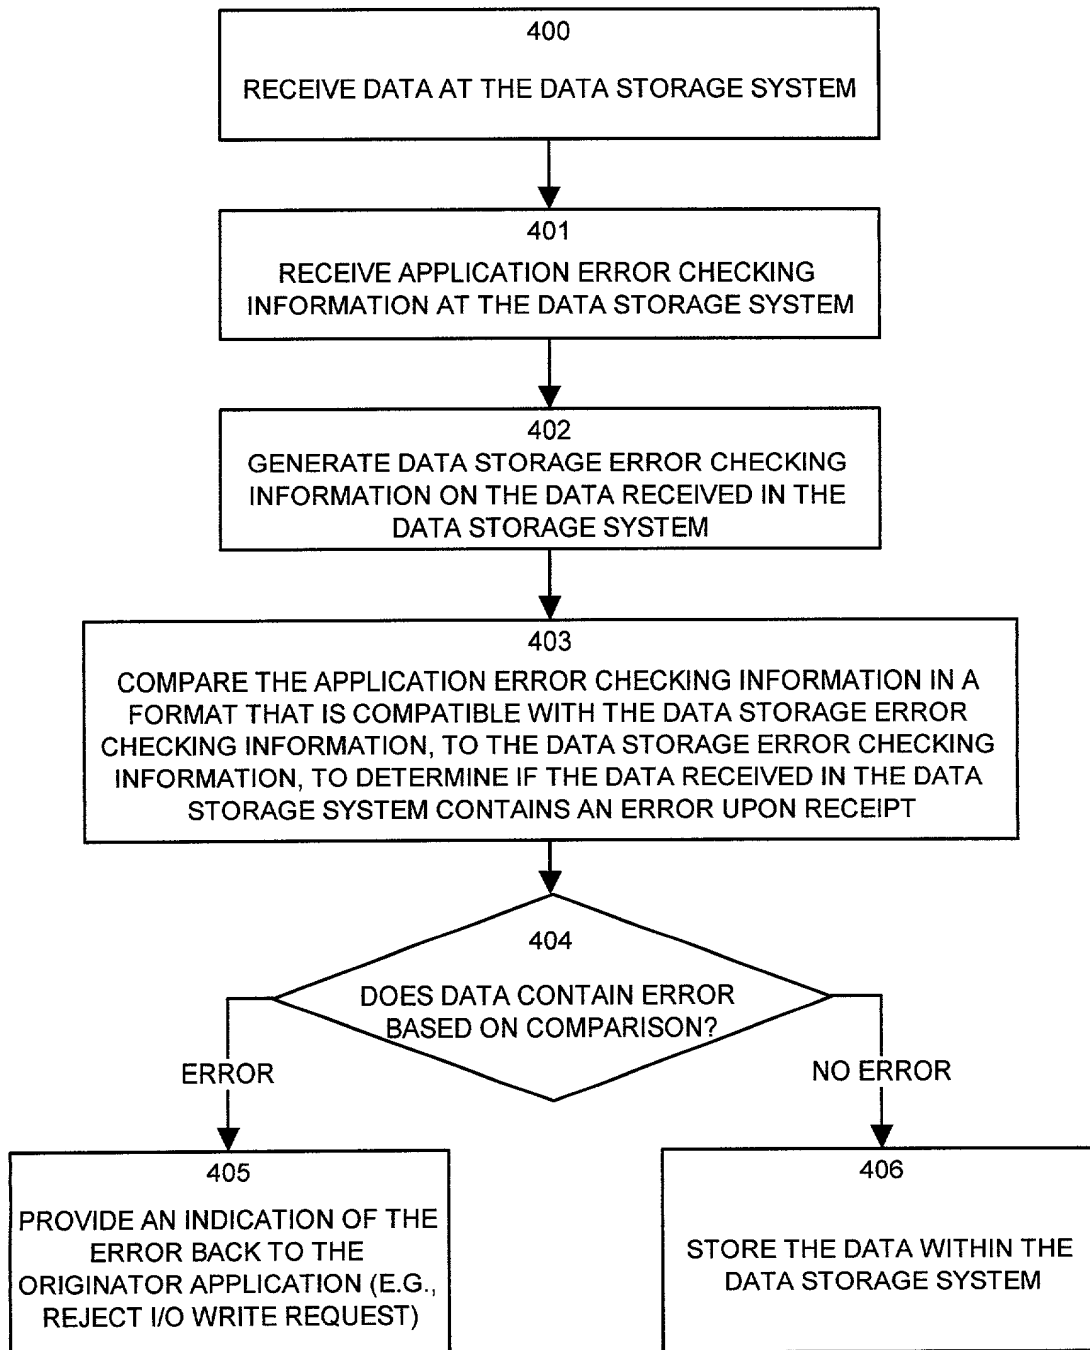 400
RECEIVE DATA AT THE DATA STORAGE SYSTEM
401
RECEIVE APPLICATION ERROR CHECKING
INFORMATION AT THE DATA STORAGE SYSTEM
402
GENERATE DATA STORAGE ERROR CHECKING
INFORMATION ON THE DATA RECEIVED IN THE
DATA STORAGE SYSTEM
403
COMPARE THE APPLICATION ERROR CHECKING INFORMATION IN A
FORMAT THAT IS COMPATIBLE WITH THE DATA STORAGE ERROR
CHECKING INFORMATION, TO THE DATA STORAGE ERROR CHECKING
INFORMATION, TO DETERMINE IF THE DATA RECEIVED IN THE DATA
STORAGE SYSTEM CONTAINS AN ERROR UPON RECEIPT
404
DOES DATA CONTAIN ERROR
BASED ON COMPARISON?
ERROR
NO ERROR
405
PROVIDE AN INDICATION OF THE
ERROR BACK TO THE
ORIGINATOR APPLICATION (E.G.,
REJECT I/O WRITE REQUEST)
406
STORE THE DATA WITHIN THE
DATA STORAGE SYSTEM